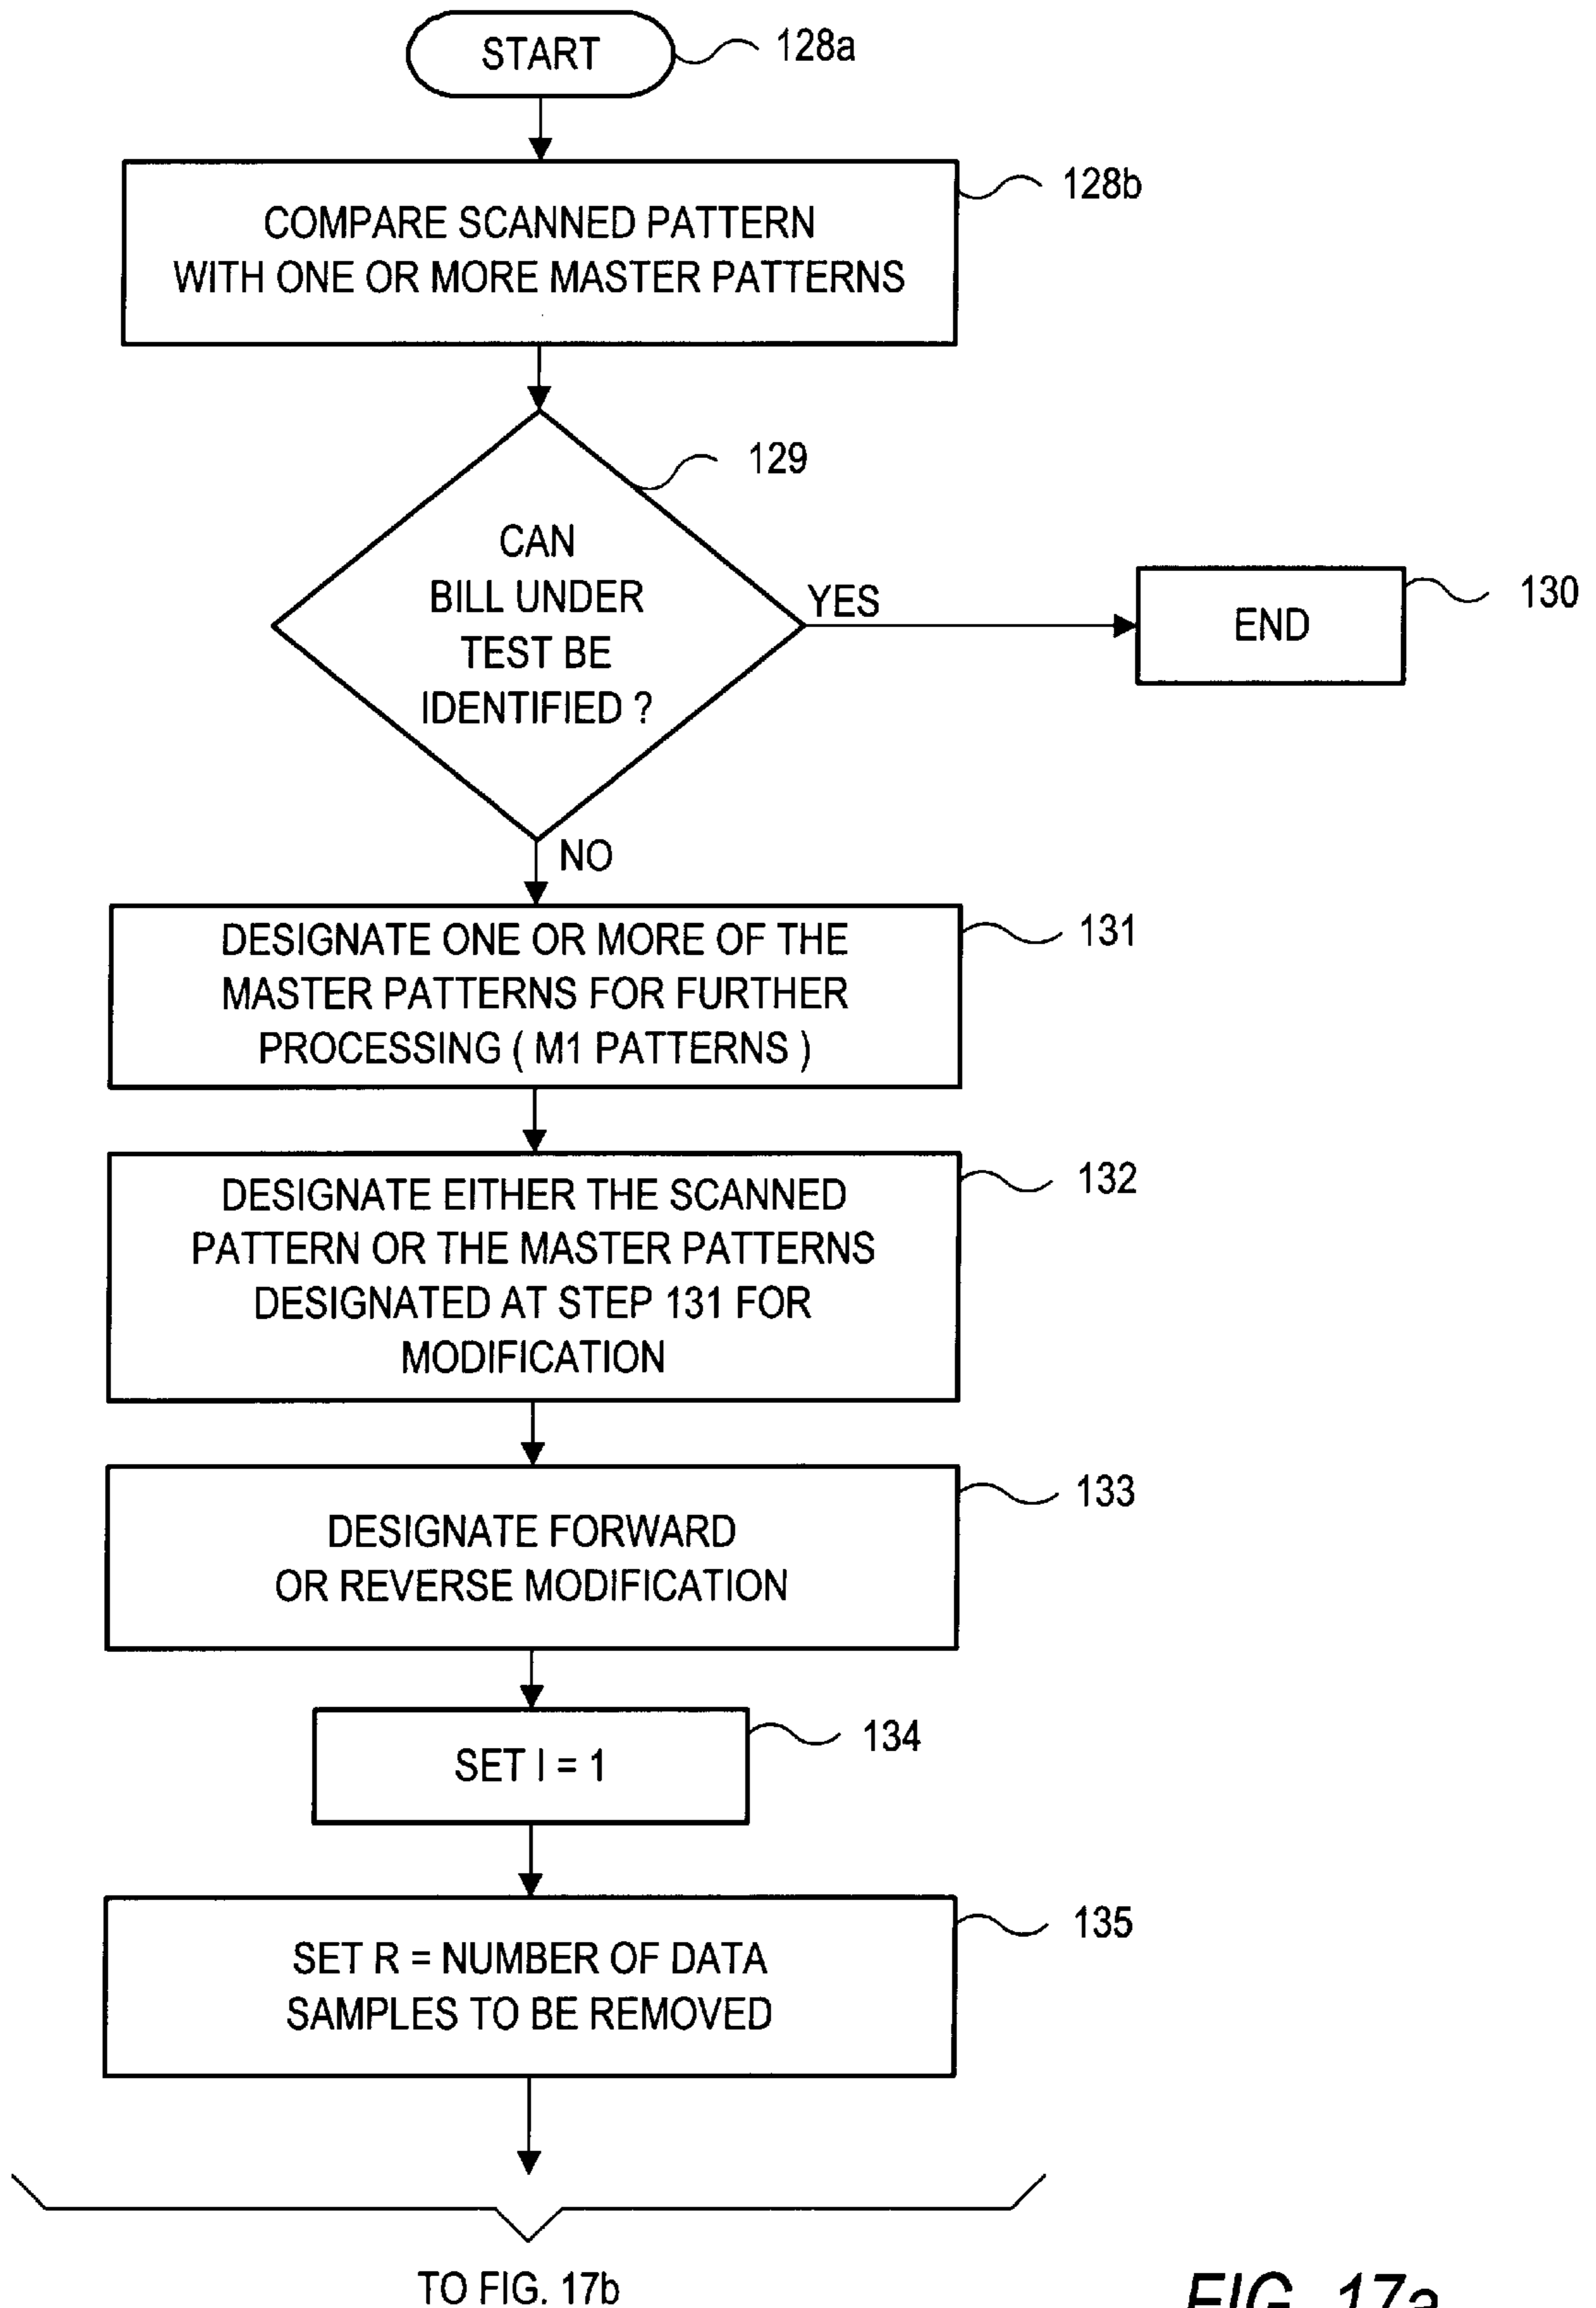 START
128a
COMPARE SCANNED PATTERN
WITH ONE OR MORE MASTER PATTERNS
128b
CAN
BILL UNDER
TEST BE
IDENTIFIED ?
129
YES
END
130
NO
DESIGNATE ONE OR MORE OF THE
MASTER PATTERNS FOR FURTHER
PROCESSING ( M1 PATTERNS )
131
DESIGNATE EITHER THE SCANNED
PATTERN OR THE MASTER PATTERNS
DESIGNATED AT STEP 131 FOR
MODIFICATION
132
DESIGNATE FORWARD
OR REVERSE MODIFICATION
133
SET I = 1
134
SET R = NUMBER OF DATA
SAMPLES TO BE REMOVED
135
TO FIG. 17b
FIG. 17a